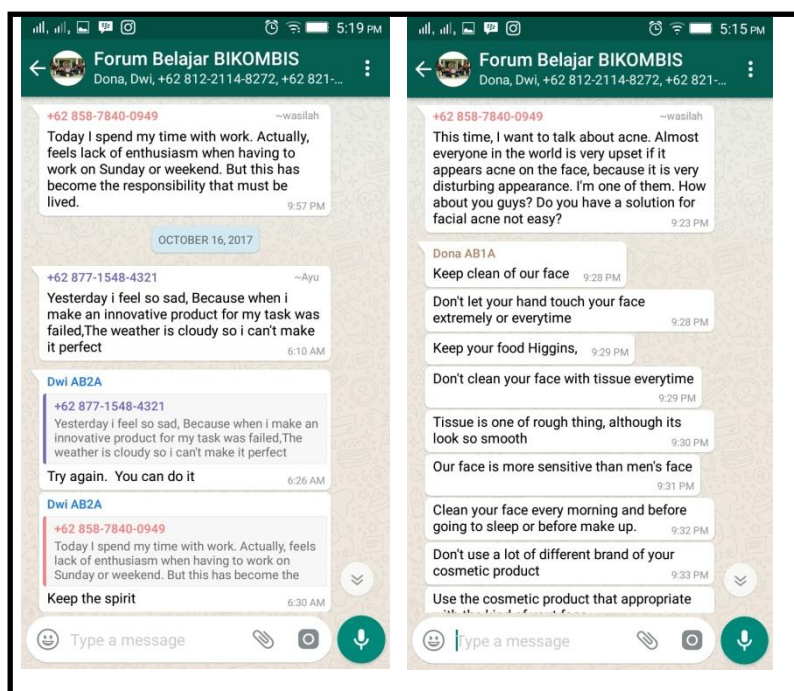 5:19 PM
Forum Belajar BIKOMBIS
Dona, Dwi, +62 812-2114-8272, +62 821-...
+62 858-7840-0949 ~wasilah
Today I spend my time with work. Actually,
feels lack of enthusiasm when having to
work on Sunday or weekend. But this has
become the responsibility that must be
lived. 9:57 PM
OCTOBER 16, 2017
+62 877-1548-4321 ~Ayu
Yesterday i feel so sad, Because when i
make an innovative product for my task was
failed,The weather is cloudy so i can't make
it perfect 6:10 AM
Dwi AB2A
+62 877-1548-4321
Yesterday i feel so sad, Because when i make an
innovative product for my task was failed,The
weather is cloudy so i can't make it perfect
Try again. You can do it 6:26 AM
Dwi AB2A
+62 858-7840-0949
Today I spend my time with work. Actually, feels
lack of enthusiasm when having to work on
Sunday or weekend. But this has become the
Keep the spirit 6:30 AM
Type a message
5:15 PM
Forum Belajar BIKOMBIS
Dona, Dwi, +62 812-2114-8272, +62 821-...
+62 858-7840-0949 ~wasilah
This time, I want to talk about acne. Almost
everyone in the world is very upset if it
appears acne on the face, because it is very
disturbing appearance. I'm one of them. How
about you guys? Do you have a solution for
facial acne not easy? 9:23 PM
Dona AB1A
Keep clean of our face 9:28 PM
Don't let your hand touch your face
extremely or everytime 9:28 PM
Keep your food Higgins, 9:29 PM
Don't clean your face with tissue everytime
9:29 PM
Tissue is one of rough thing, although its
look so smooth 9:30 PM
Our face is more sensitive than men's face
9:31 PM
Clean your face every morning and before
going to sleep or before make up. 9:32 PM
Don't use a lot of different brand of your
cosmetic product 9:33 PM
Use the cosmetic product that appropriate
Type a message